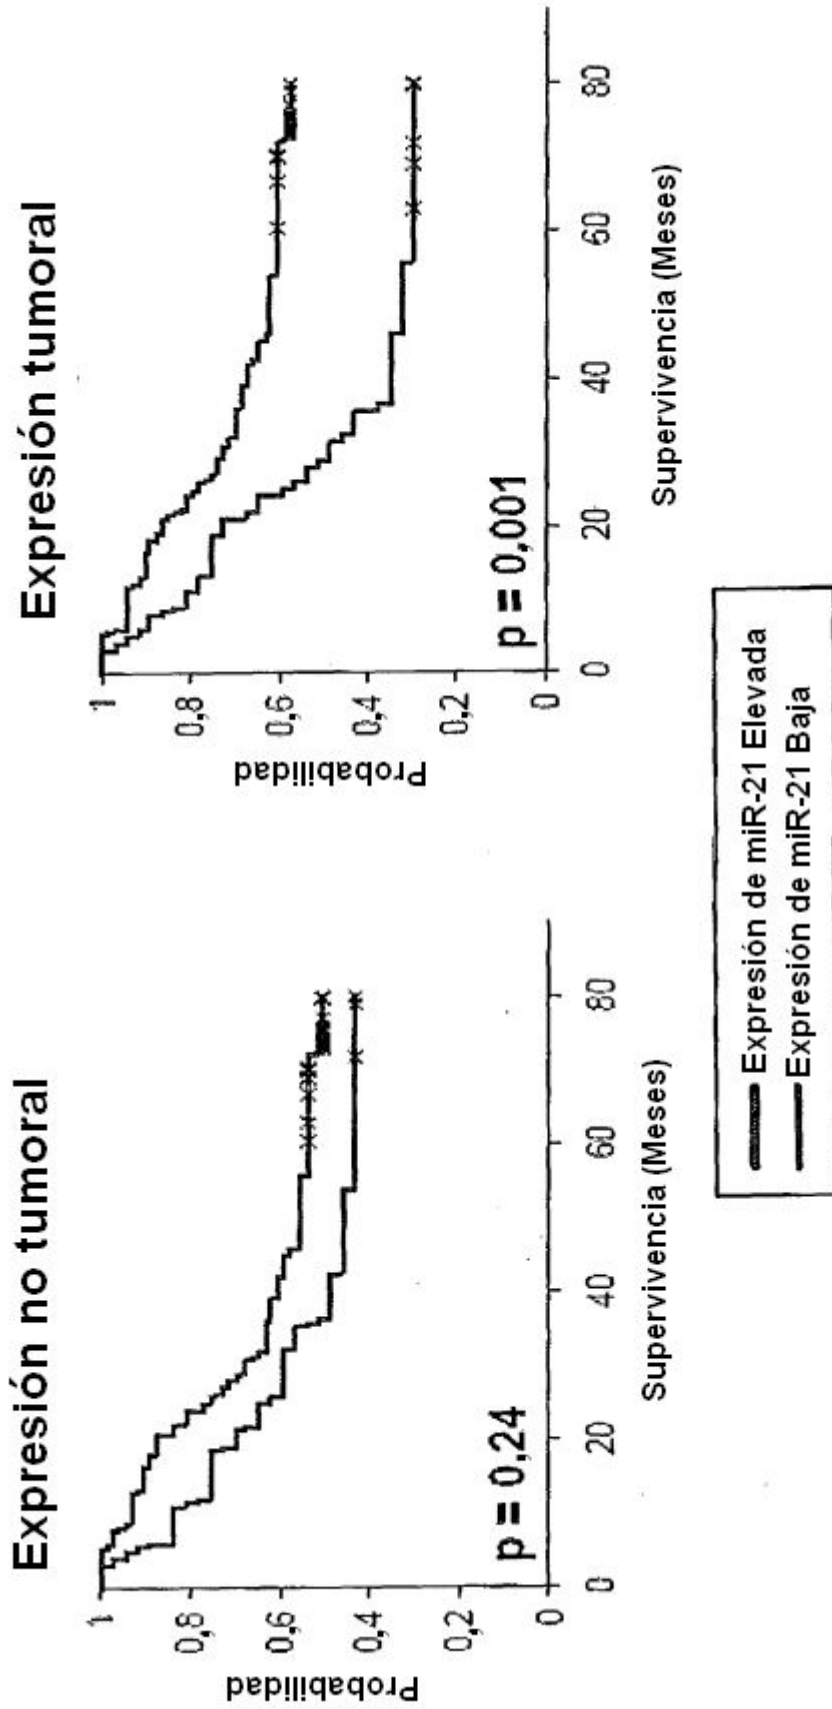 Expresión no tumoral
Probabilidad
1
0,8
0,6
0,4
0,2
0
p = 0,24
0
20
40
60
80
Supervivencia (Meses)
Expresión tumoral
Probabilidad
1
0,8
0,6
0,4
0,2
0
p = 0,001
0
20
40
60
80
Supervivencia (Meses)
Expresión de miR-21 Elevada
Expresión de miR-21 Baja